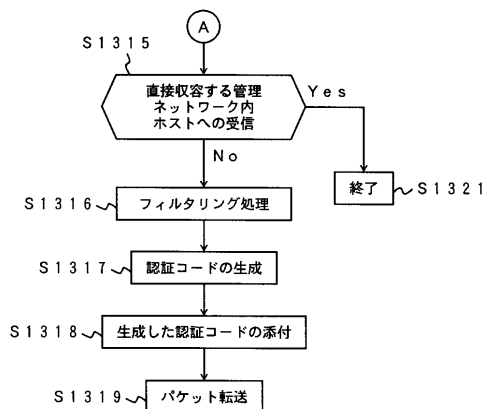 A
S1315
直接収容する管理
ネットワーク内
ホストへの受信
Yes
No
終了
S1321
S1316
フィルタリング処理
S1317
認証コードの生成
S1318
生成した認証コードの添付
S1319
パケット転送